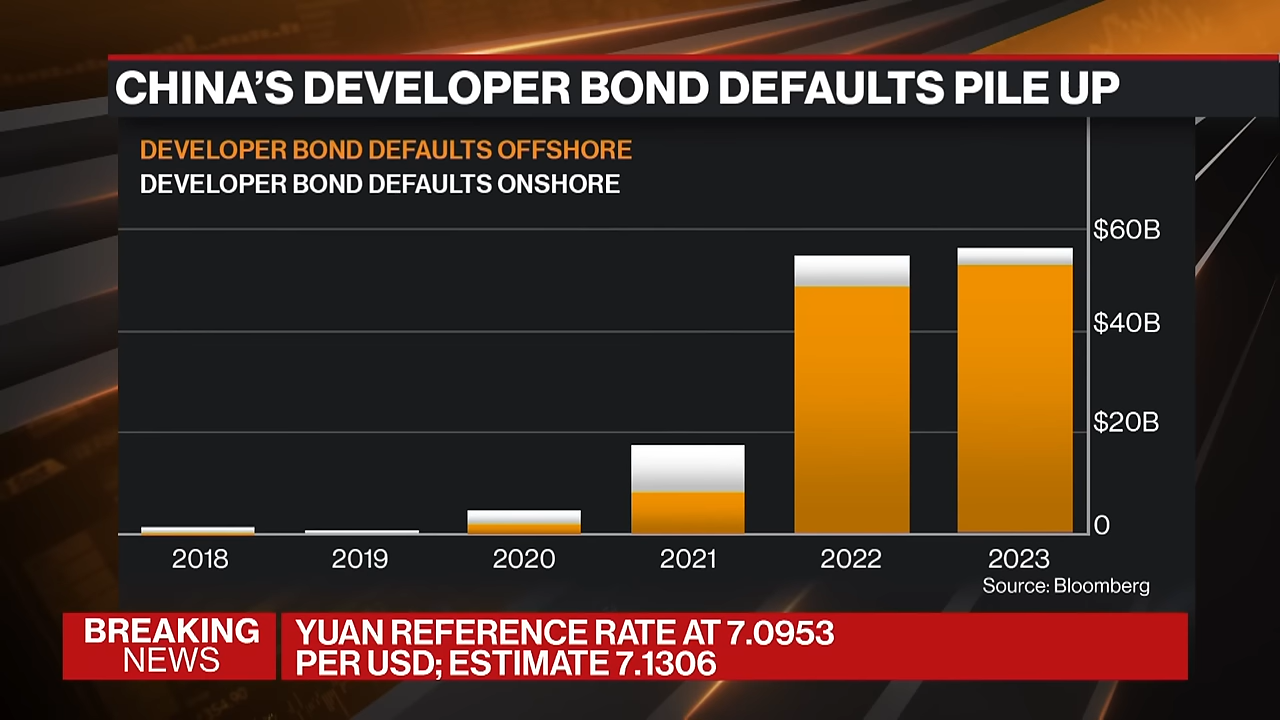 CHINA'S DEVELOPER BOND DEFAULTS PILE UP
DEVELOPER BOND DEFAULTS OFFSHORE
DEVELOPER BOND DEFAULTS ONSHORE
$60B
$40B
$20B
0
2018 2019 2020 2021 2022 2023
Source: Bloomberg
BREAKING
NEWS
YUAN REFERENCE RATE AT 7.0953
PER USD; ESTIMATE 7.1306